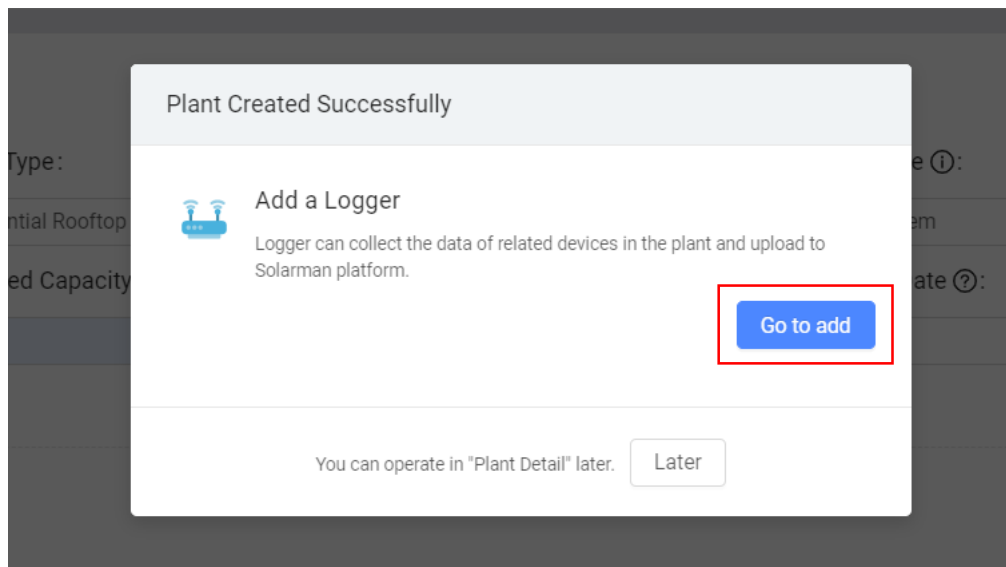 Plant Created Successfully
Type:
e ⓘ:
Add a Logger
ntial Rooftop
em
Logger can collect the data of related devices in the plant and upload to
Solarman platform.
ed Capacity
ate ?:
Go to add
You can operate in "Plant Detail" later.
Later